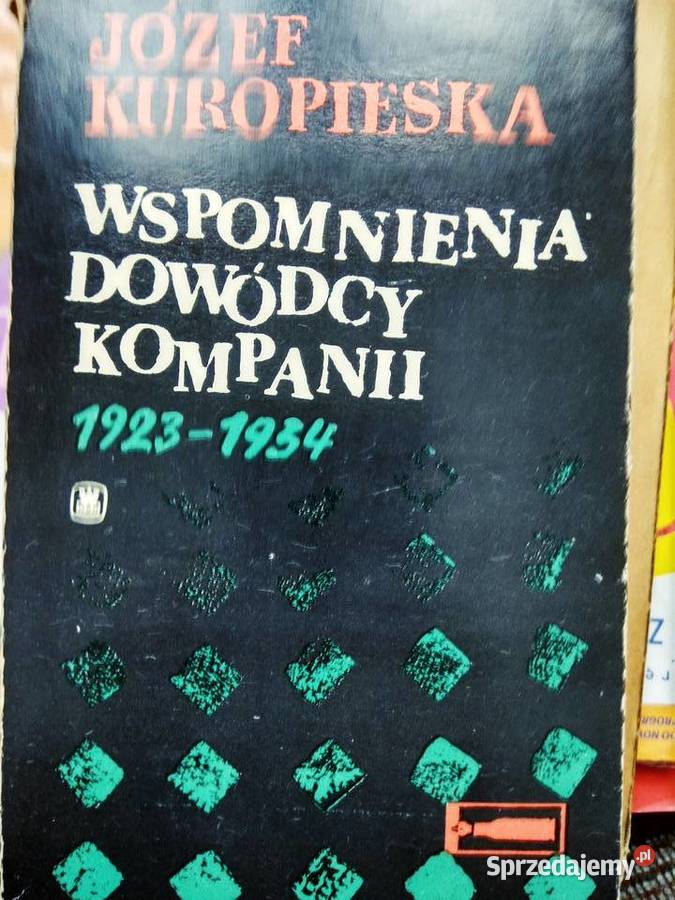 JÓZEF
KUROPIESKA
WSPOMNIENIA
DOWÓDCY
KOMPANII
1923-1934
Z
Sprzedajemy.pl